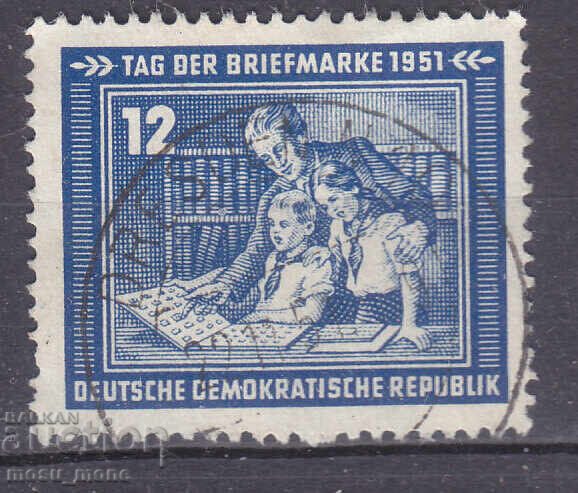 TAG DER BRIEFMARKE 1951
12
DEUTSCHE DEMOKRATISCHE REPUBLIK
BALKAN
auction
mosu_mone